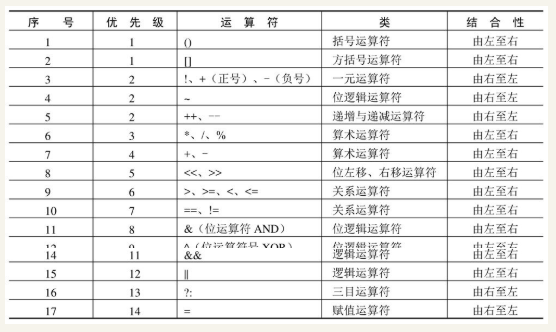 序 号 优 先 级 运 算 符 类 结 合 性
1 1 () 括号运算符 由左至右
2 1 [] 方括号运算符 由左至右
3 2 !、+（正号）、-（负号） 一元运算符 由右至左
4 2 ~ 位逻辑运算符 由右至左
5 2 ++、-- 递增与递减运算符 由右至左
6 3 *、/、% 算术运算符 由左至右
7 4 +、- 算术运算符 由左至右
8 5 <<、>> 位左移、右移运算符 由左至右
9 6 >、>=、<、<= 关系运算符 由左至右
10 7 ==、!= 关系运算符 由左至右
11 8 &（位运算符 AND） 位逻辑运算符 由左至右
12 9 ^（位运算符号 XOR） 位逻辑运算符 由左至右
14 11 && 逻辑运算符 由左至右
15 12 || 逻辑运算符 由左至右
16 13 ?: 三目运算符 由右至左
17 14 = 赋值运算符 由右至左